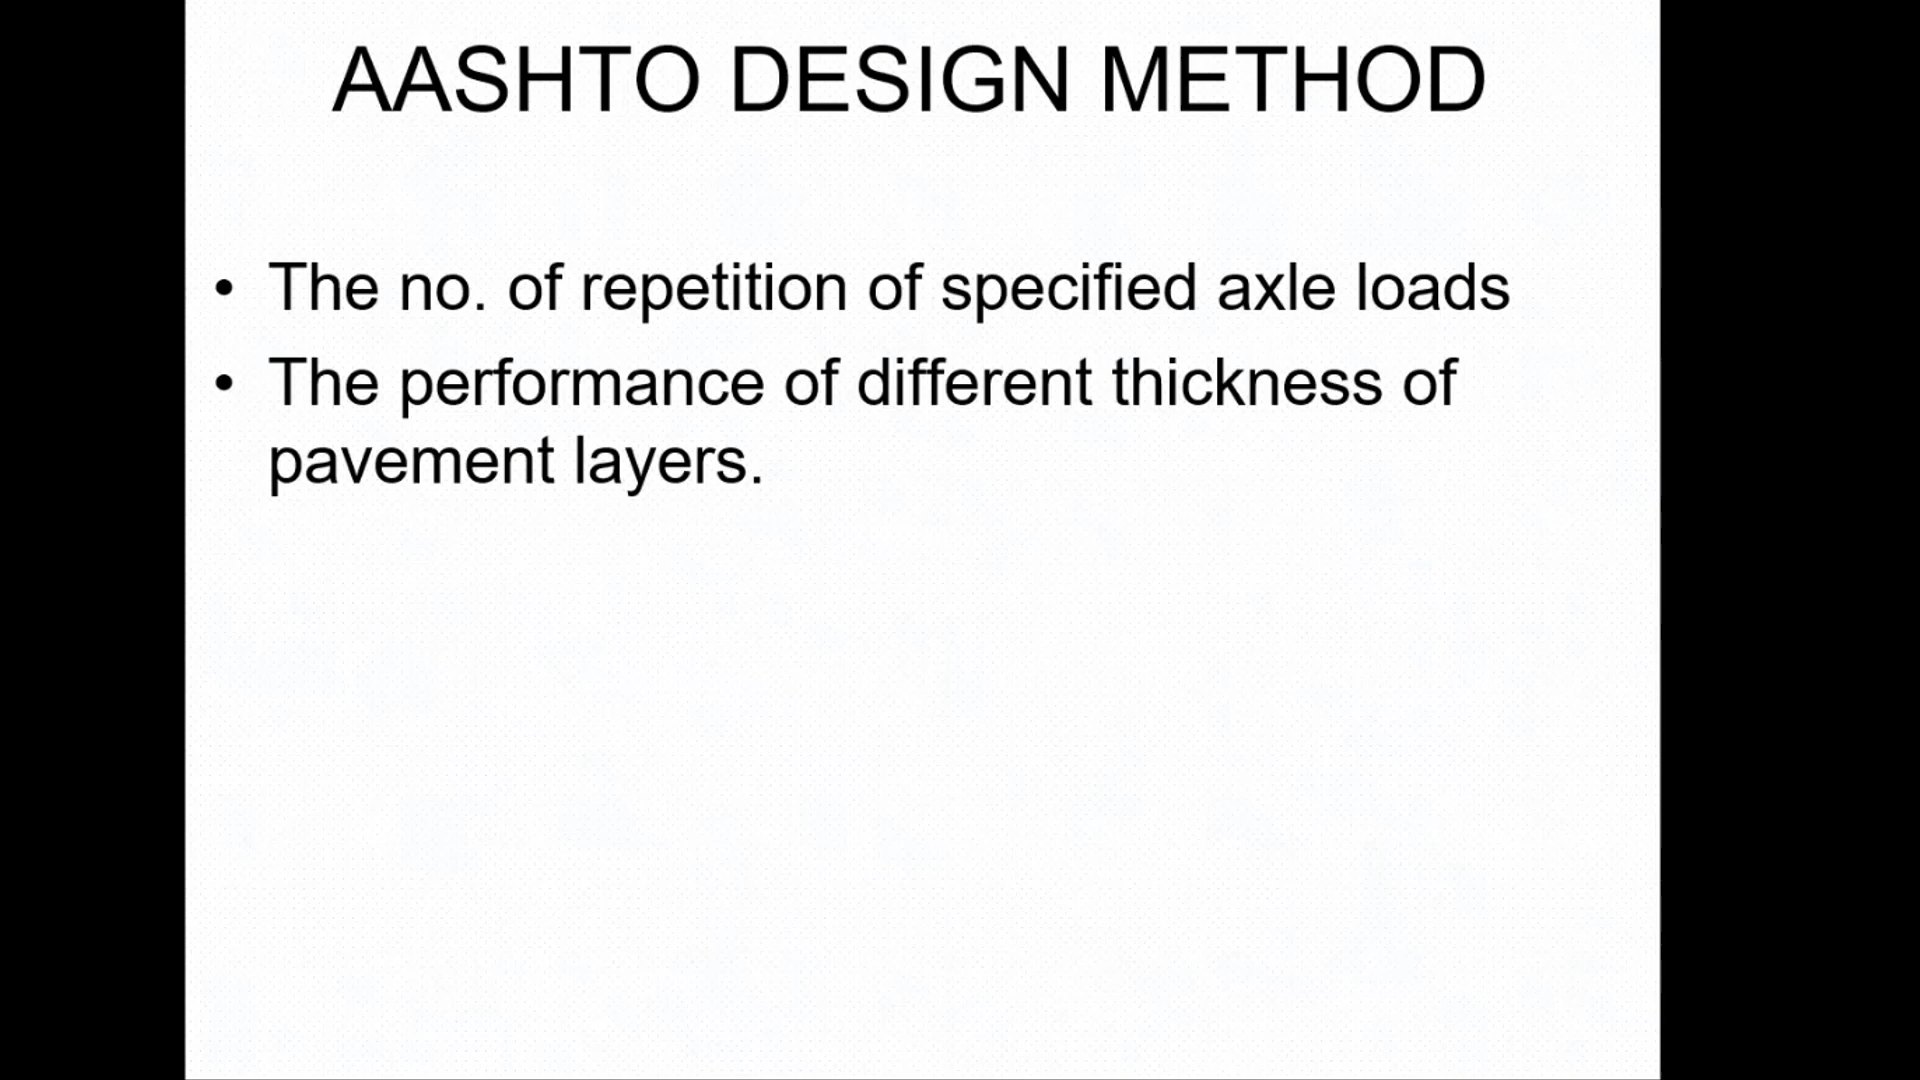 AASHTO DESIGN METHOD
• The no. of repetition of specified axle loads
• The performance of different thickness of
pavement layers.